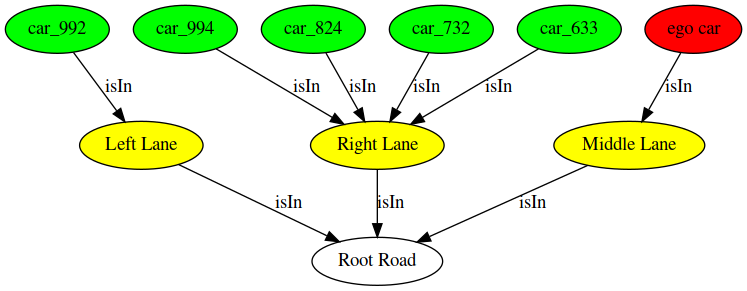 car_992
car_994
car_824
car_732
car_633
ego car
isIn
isIn
isIn
isIn
isIn
isIn
Left Lane
Right Lane
Middle Lane
isIn
isIn
isIn
Root Road